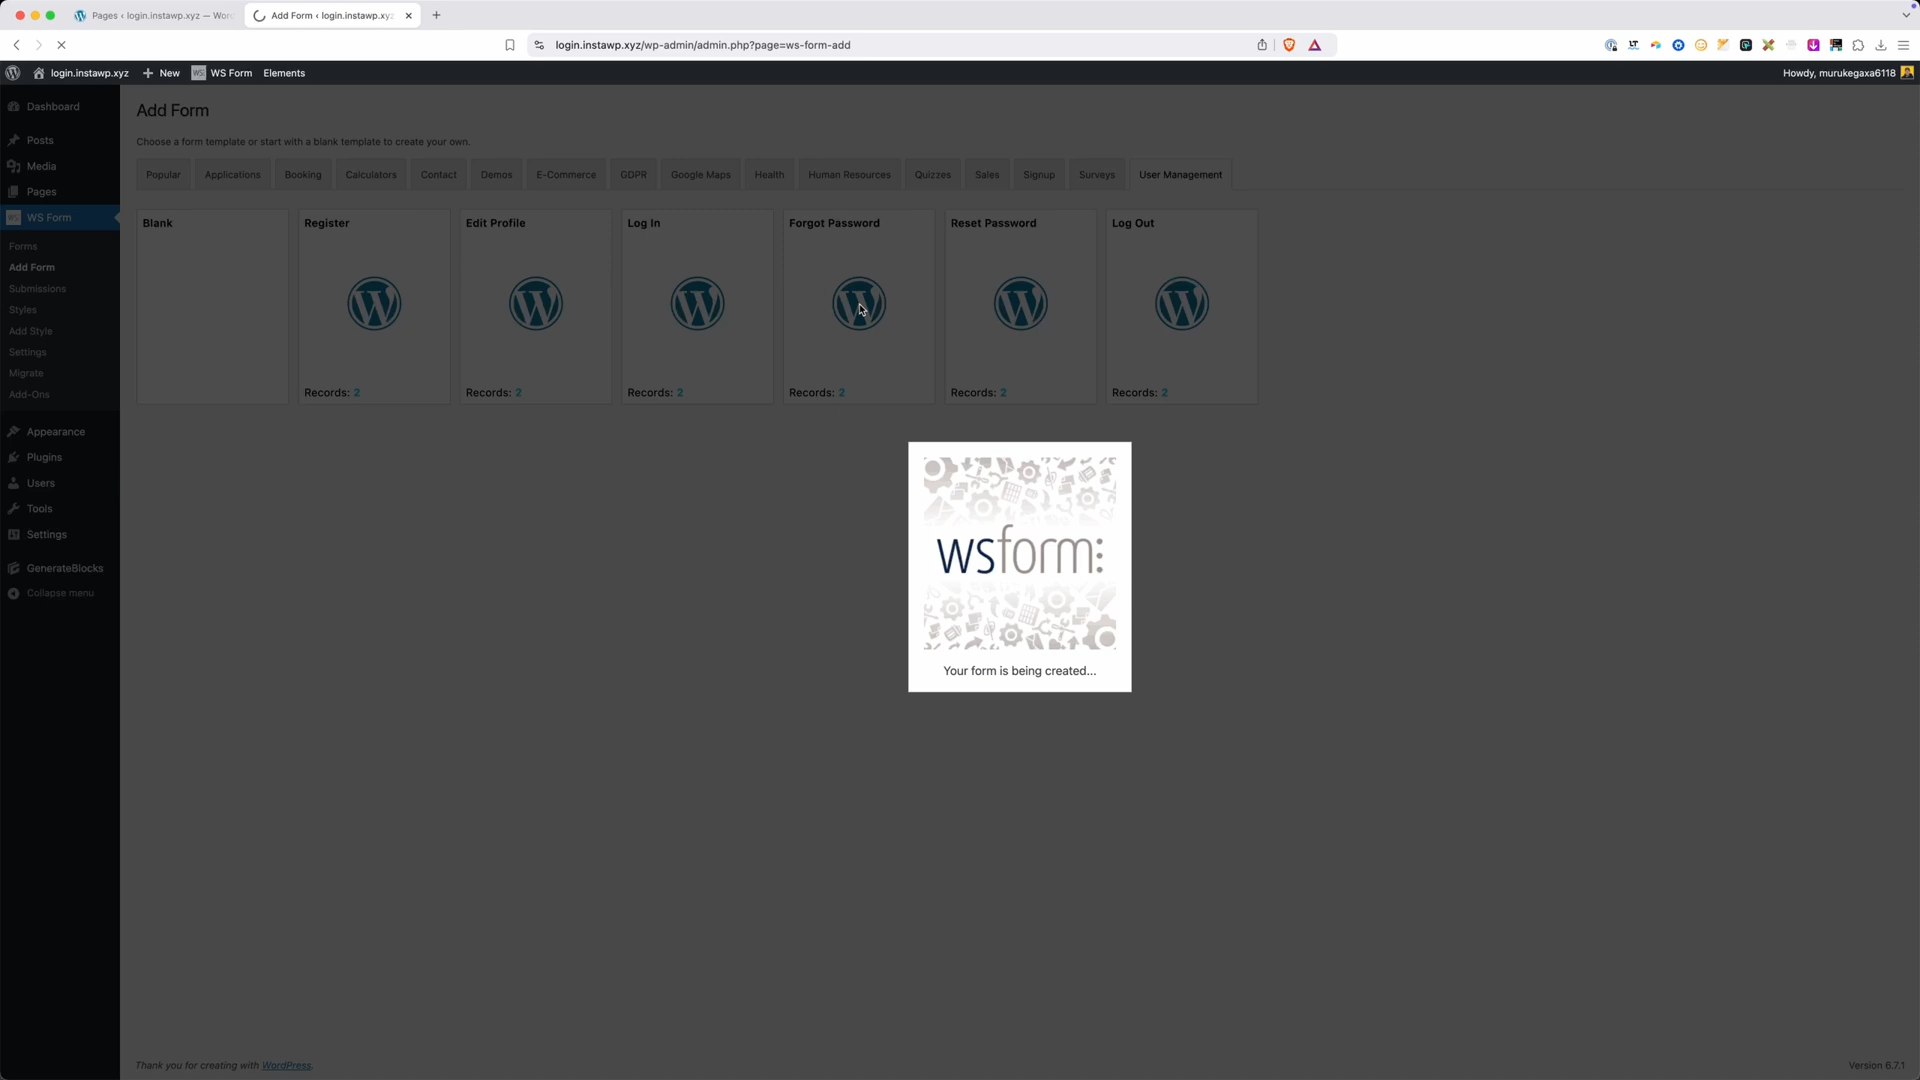 Pages ‹ login.instawp.xyz — Wor
Add Form ‹ login.instawp.xyz
login.instawp.xyz/wp-admin/admin.php?page=ws-form-add
login.instawp.xyz
New
WS Form
Elements
Howdy, murukegaxa6118
Dashboard
Posts
Media
Pages
WS Form
Forms
Add Form
Submissions
Styles
Add Style
Settings
Migrate
Add-Ons
Appearance
Plugins
Users
Tools
Settings
GenerateBlocks
Collapse menu
Add Form
Choose a form template or start with a blank template to create your own.
Popular
Applications
Booking
Calculators
Contact
Demos
E-Commerce
GDPR
Google Maps
Health
Human Resources
Quizzes
Sales
Signup
Surveys
User Management
Blank
Register
Records: 2
Edit Profile
Records: 2
Log In
Records: 2
Forgot Password
Records: 2
Reset Password
Records: 2
Log Out
Records: 2
wsform:
Your form is being created...
Thank you for creating with WordPress.
Version 6.7.1